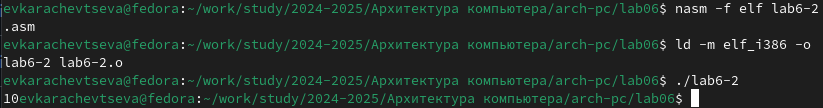 evkarachevtseva@fedora:~/work/study/2024-2025/Архитектура компьютера/arch-pc/lab06$ nasm -f elf lab6-2
.asm
evkarachevtseva@fedora:~/work/study/2024-2025/Архитектура компьютера/arch-pc/lab06$ ld -m elf_i386 -o
lab6-2 lab6-2.o
evkarachevtseva@fedora:~/work/study/2024-2025/Архитектура компьютера/arch-pc/lab06$ ./lab6-2
10evkarachevtseva@fedora:~/work/study/2024-2025/Архитектура компьютера/arch-pc/lab06$